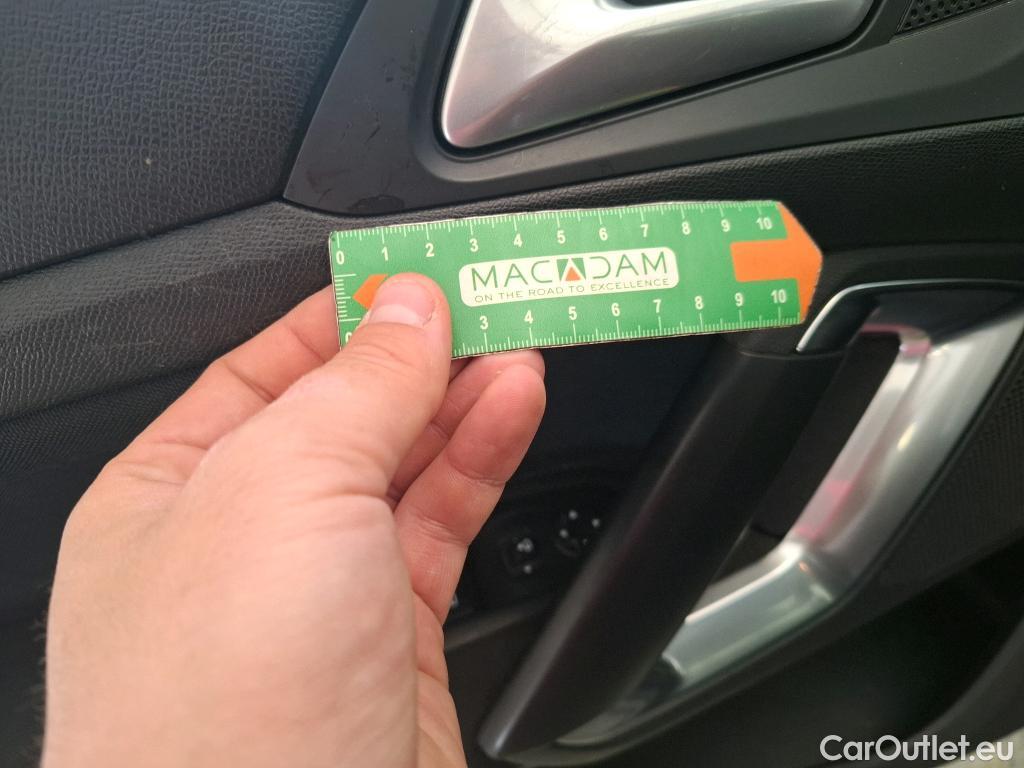 0 1 2 3 4 5 6 7 8 9 10
MACADAM
ON THE ROAD TO EXCELLENCE
0 3 4 5 6 7 8 9 10
CarOutlet.eu